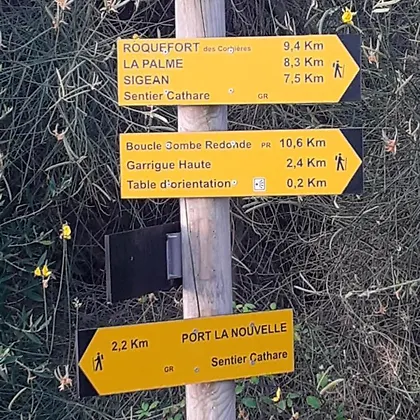 ROQUEFORT des Corbières 9,4 Km
LA PALME 8,3 Km
SIGEAN 7,5 Km
Sentier Cathare GR
Boucle Combe Redonde PR 10,6 Km
Garrigue Haute 2,4 Km
Table d'orientation 0,2 Km
2,2 Km PORT LA NOUVELLE
GR Sentier Cathare